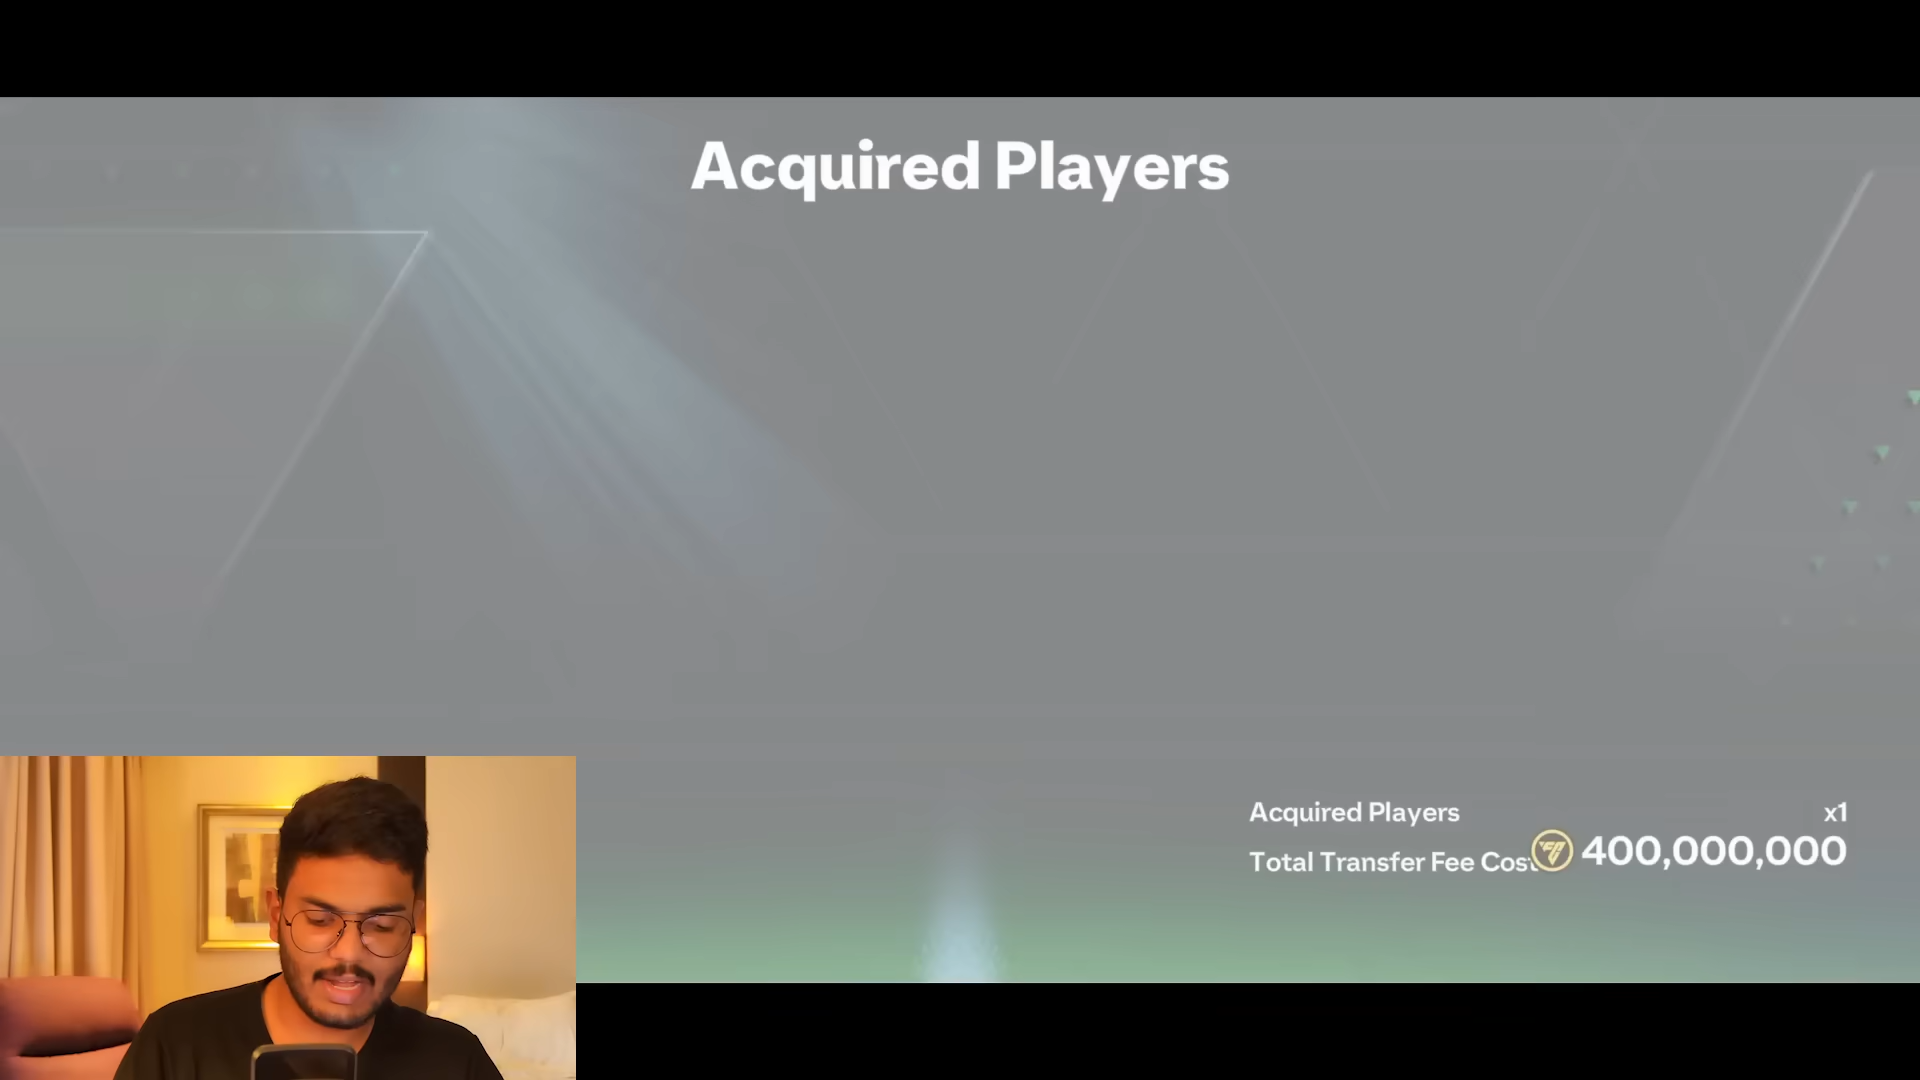 Acquired Players
Acquired Players x1
Total Transfer Fee Cost 400,000,000